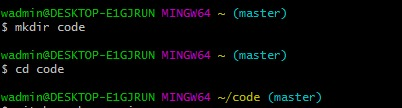 wadmin@DESKTOP-E1GJRUN MINGW64 ~ (master)
$ mkdir code
wadmin@DESKTOP-E1GJRUN MINGW64 ~ (master)
$ cd code
wadmin@DESKTOP-E1GJRUN MINGW64 ~/code (master)